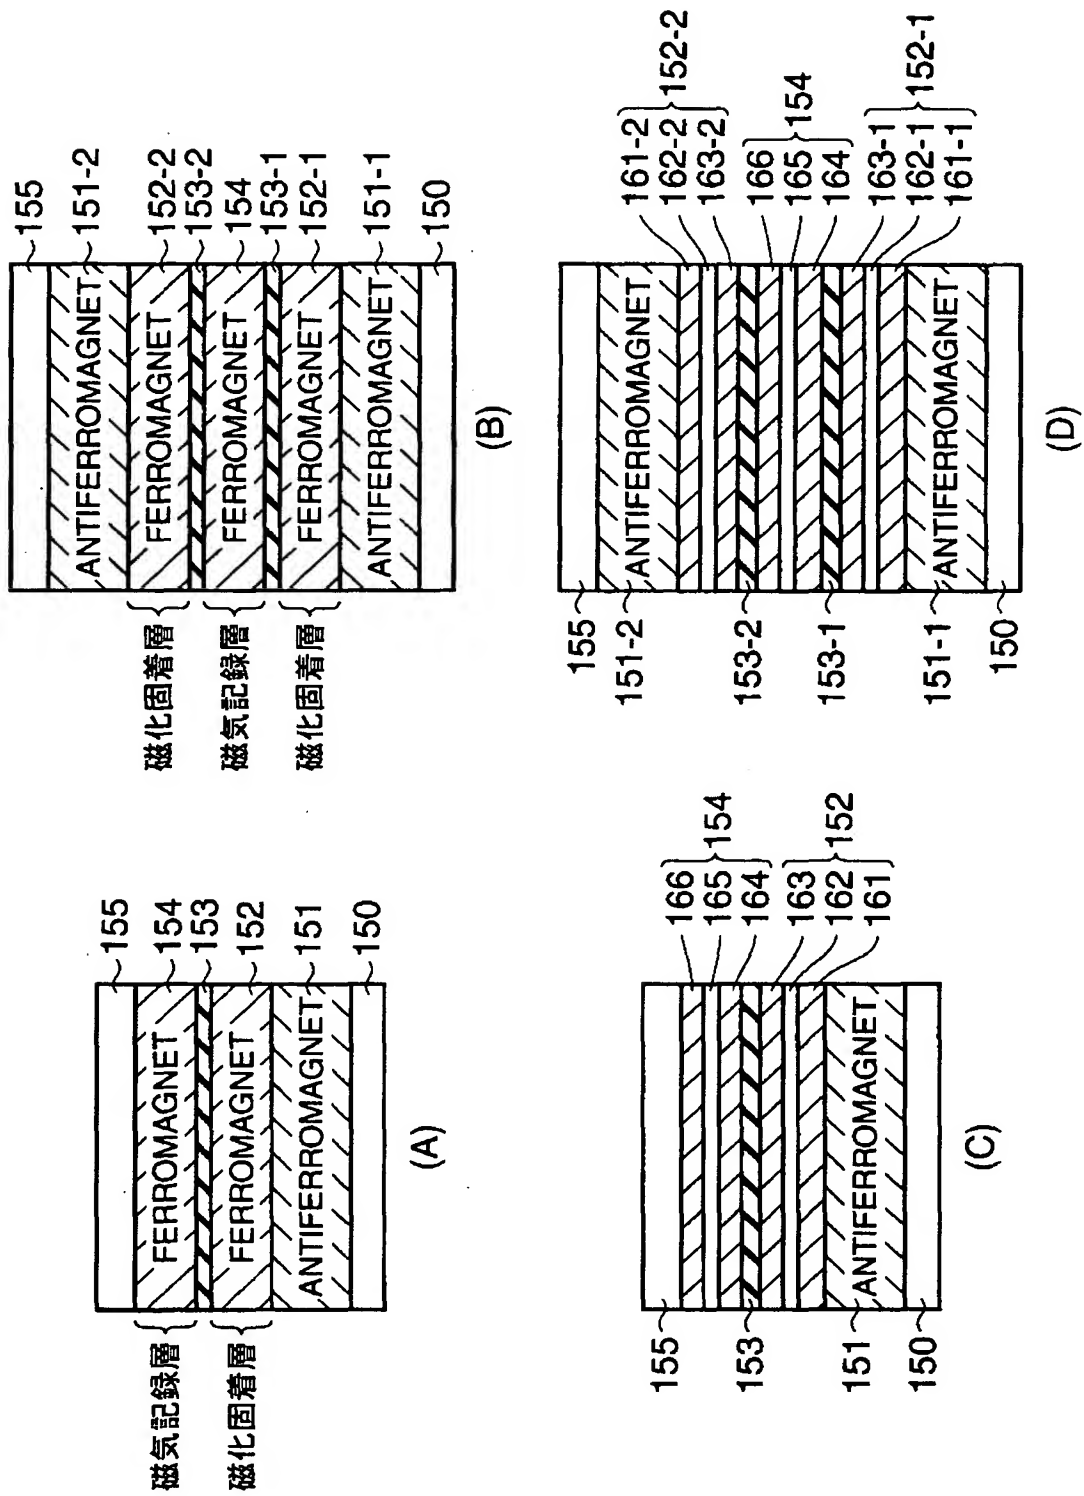 155
154
153
152
151
150
FERROMAGNET
FERROMAGNET
ANTIFERROMAGNET
磁気記録層
磁化固着層
(A)
155
151-2
152-2
153-2
154
153-1
152-1
151-1
150
ANTIFERROMAGNET
FERROMAGNET
FERROMAGNET
FERROMAGNET
ANTIFERROMAGNET
磁化固着層
磁気記録層
磁化固着層
(B)
166
165
164
154
163
162
161
152
ANTIFERROMAGNET
155
153
151
150
(C)
161-2
162-2
163-2
152-2
166
165
164
154
163-1
162-1
161-1
152-1
ANTIFERROMAGNET
ANTIFERROMAGNET
155
151-2
153-2
153-1
151-1
150
(D)